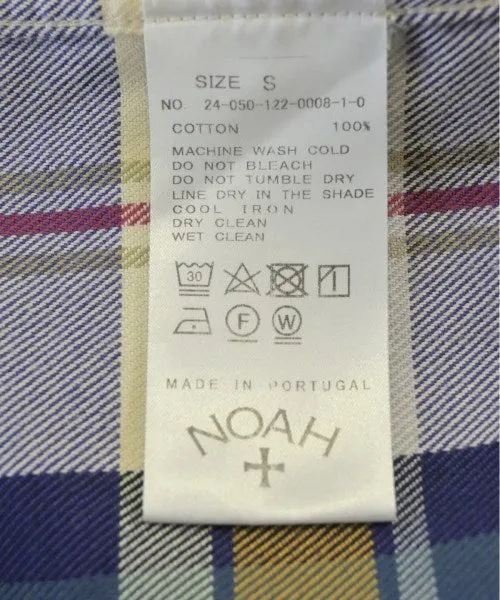 SIZE S
NO. 24-050-122-0008-1-0
COTTON 100%
MACHINE WASH COLD
DO NOT BLEACH
DO NOT TUMBLE DRY
LINE DRY IN THE SHADE
COOL IRON
DRY CLEAN
WET CLEAN
30
F W
MADE IN PORTUGAL
NOAH